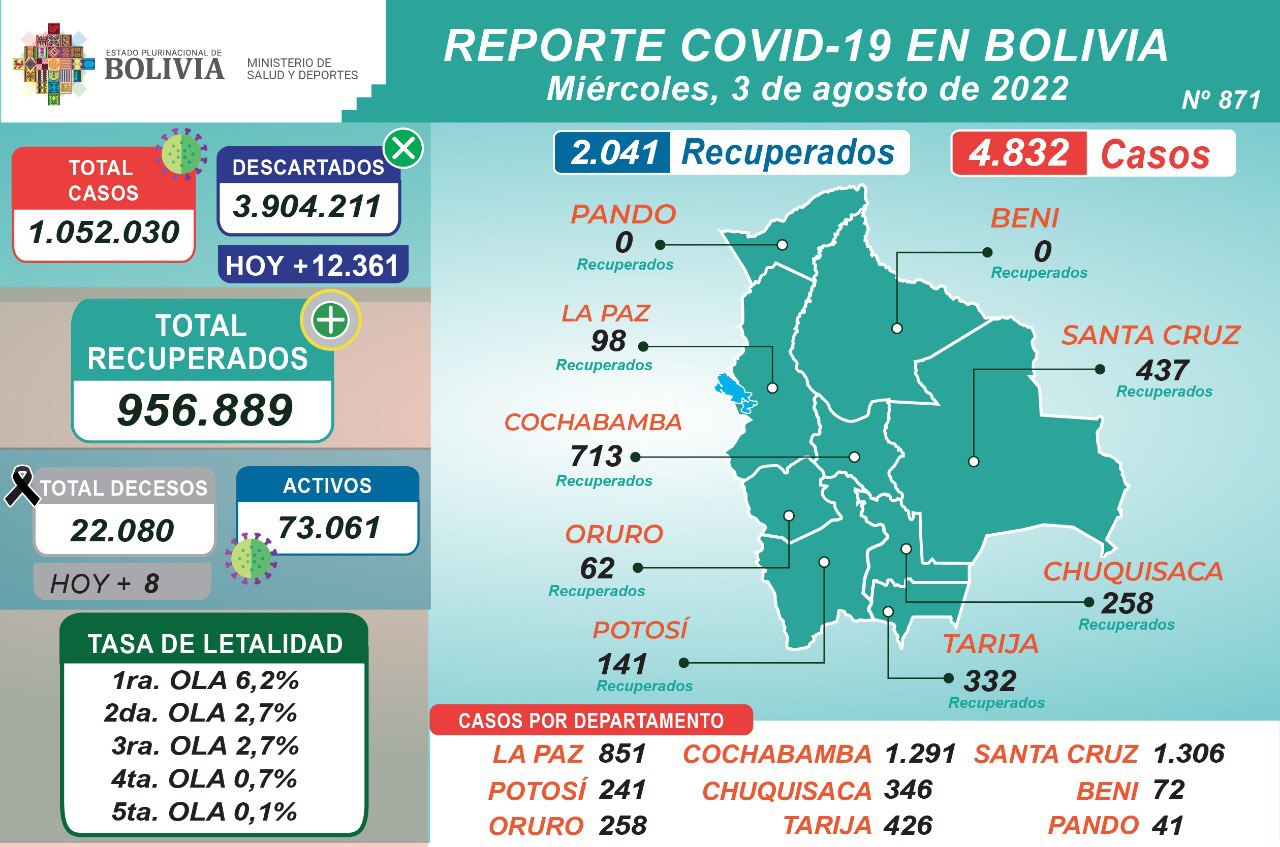 ESTADO PLURINACIONAL DE
BOLIVIA
MINISTERIO DE
SALUD Y DEPORTES
REPORTE COVID-19 EN BOLIVIA
Miércoles, 3 de agosto de 2022
Nº 871
TOTAL
CASOS
1.052.030
DESCARTADOS
3.904.211
HOY +12.361
TOTAL
RECUPERADOS
956.889
TOTAL DECESOS
22.080
HOY + 8
ACTIVOS
73.061
TASA DE LETALIDAD
1ra. OLA 6,2%
2da. OLA 2,7%
3ra. OLA 2,7%
4ta. OLA 0,7%
5ta. OLA 0,1%
2.041 Recuperados
4.832 Casos
PANDO
0
Recuperados
BENI
0
Recuperados
LA PAZ
98
Recuperados
SANTA CRUZ
437
Recuperados
COCHABAMBA
713
Recuperados
ORURO
62
Recuperados
CHUQUISACA
258
Recuperados
POTOSÍ
141
Recuperados
TARIJA
332
Recuperados
CASOS POR DEPARTAMENTO
LA PAZ 851 COCHABAMBA 1.291 SANTA CRUZ 1.306
POTOSÍ 241 CHUQUISACA 346 BENI 72
ORURO 258 TARIJA 426 PANDO 41